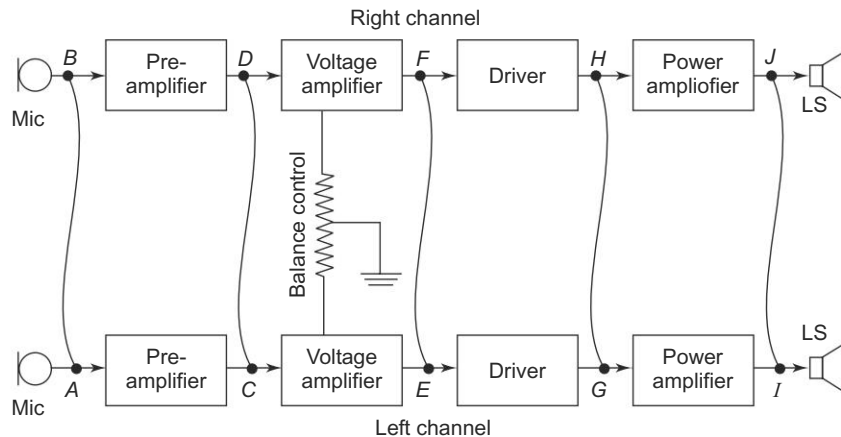 Right channel
B
Pre-
amplifier
D
Voltage
amplifier
F
Driver
H
Power
ampliofier
J
LS
Mic
Balance control
Mic
A
Pre-
amplifier
C
Voltage
amplifier
E
Driver
G
Power
amplifier
I
LS
Left channel